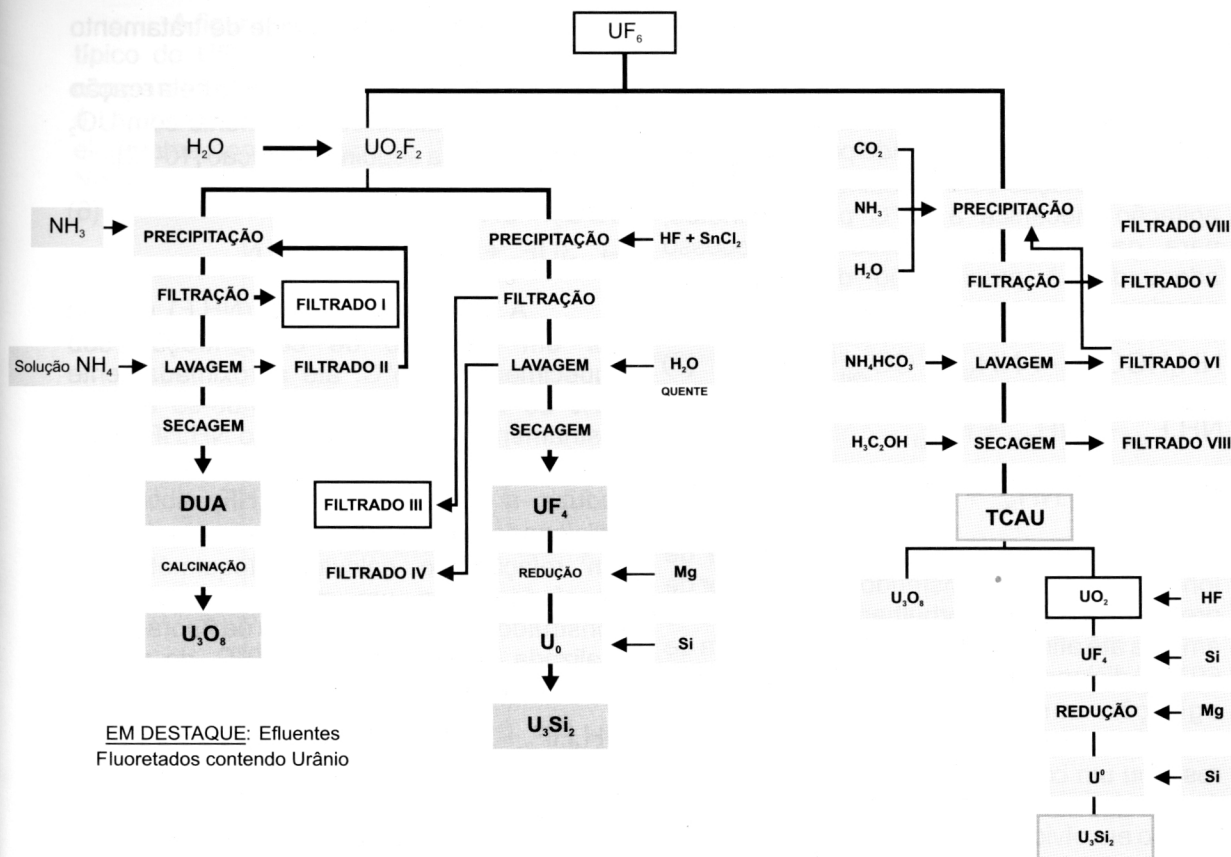 UF₆
H₂O
UO₂F₂
NH₃
PRECIPITAÇÃO
FILTRAÇÃO
FILTRADO I
Solução NH₄
LAVAGEM
FILTRADO II
SECAGEM
DUA
CALCINAÇÃO
U₃O₈
PRECIPITAÇÃO
HF + SnCl₂
FILTRAÇÃO
LAVAGEM
H₂O
QUENTE
SECAGEM
FILTRADO III
UF₄
FILTRADO IV
REDUÇÃO
Mg
U₀
Si
U₃Si₂
CO₂
NH₃
H₂O
PRECIPITAÇÃO
FILTRADO VIII
FILTRAÇÃO
FILTRADO V
NH₄HCO₃
LAVAGEM
FILTRADO VI
H₃C₂OH
SECAGEM
FILTRADO VIII
TCAU
U₃O₈
UO₂
HF
UF₄
Si
REDUÇÃO
Mg
U⁰
Si
U₃Si₂
EM DESTAQUE: Efluentes
Fluoretados contendo Urânio